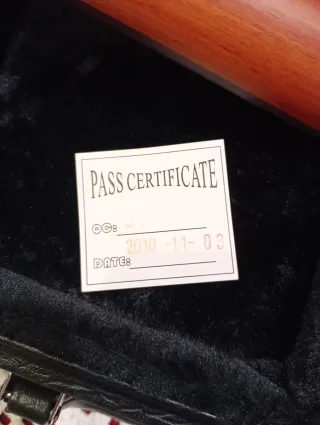 PASS CERTIFICATE
QC:
2010 -11- 03
DATE: